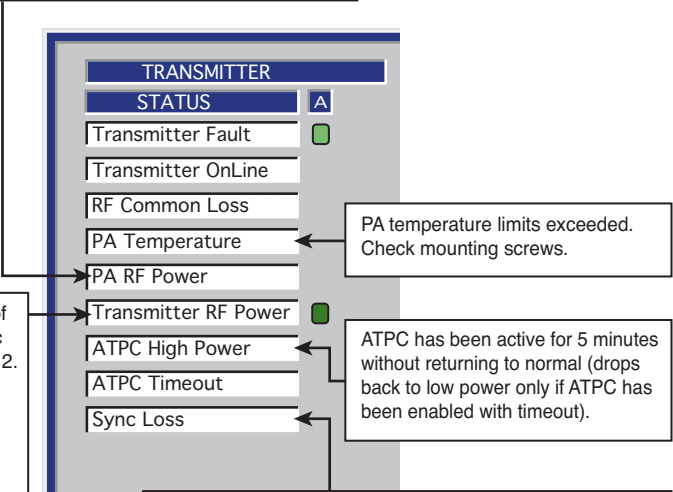 TRANSMITTER
STATUS A
Transmitter Fault
Transmitter OnLine
RF Common Loss
PA Temperature
PA RF Power
Transmitter RF Power
ATPC High Power
ATPC Timeout
Sync Loss
PA temperature limits exceeded.
Check mounting screws.
ATPC has been active for 5 minutes
without returning to normal (drops
back to low power only if ATPC has
been enabled with timeout).
2.